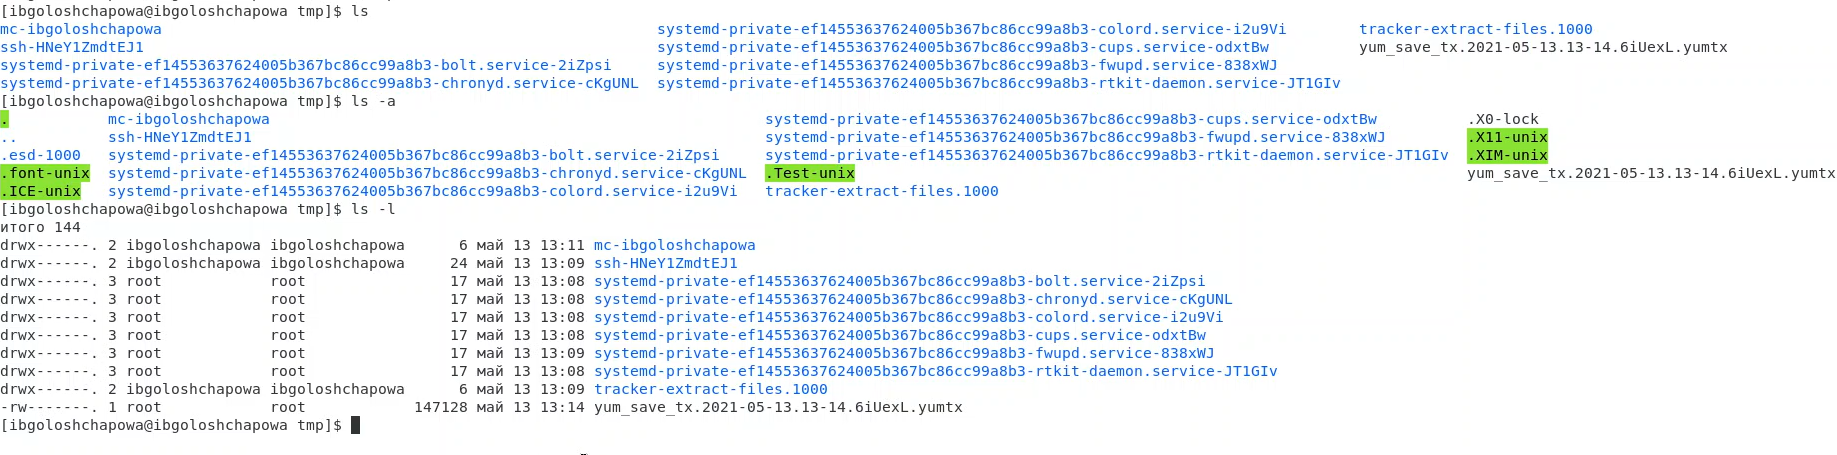 [ibgoloshchapowa@ibgoloshchapowa tmp]$ ls
mc-ibgoloshchapowa systemd-private-ef14553637624005b367bc86cc99a8b3-colord.service-i2u9Vi tracker-extract-files.1000
ssh-HNeY1ZmdtEJ1 systemd-private-ef14553637624005b367bc86cc99a8b3-cups.service-odxtBw yum_save_tx.2021-05-13.13-14.6iUexL.yumtx
systemd-private-ef14553637624005b367bc86cc99a8b3-bolt.service-2iZpsi systemd-private-ef14553637624005b367bc86cc99a8b3-fwupd.service-838xWJ
systemd-private-ef14553637624005b367bc86cc99a8b3-chronyd.service-cKgUNL systemd-private-ef14553637624005b367bc86cc99a8b3-rtkit-daemon.service-JT1GIv
[ibgoloshchapowa@ibgoloshchapowa tmp]$ ls -a
. mc-ibgoloshchapowa systemd-private-ef14553637624005b367bc86cc99a8b3-cups.service-odxtBw .X0-lock
.. ssh-HNeY1ZmdtEJ1 systemd-private-ef14553637624005b367bc86cc99a8b3-fwupd.service-838xWJ .X11-unix
.esd-1000 systemd-private-ef14553637624005b367bc86cc99a8b3-bolt.service-2iZpsi systemd-private-ef14553637624005b367bc86cc99a8b3-rtkit-daemon.service-JT1GIv .XIM-unix
.font-unix systemd-private-ef14553637624005b367bc86cc99a8b3-chronyd.service-cKgUNL .Test-unix yum_save_tx.2021-05-13.13-14.6iUexL.yumtx
.ICE-unix systemd-private-ef14553637624005b367bc86cc99a8b3-colord.service-i2u9Vi tracker-extract-files.1000
[ibgoloshchapowa@ibgoloshchapowa tmp]$ ls -l
итого 144
drwx------. 2 ibgoloshchapowa ibgoloshchapowa 6 май 13 13:11 mc-ibgoloshchapowa
drwx------. 2 ibgoloshchapowa ibgoloshchapowa 24 май 13 13:09 ssh-HNeY1ZmdtEJ1
drwx------. 3 root root 17 май 13 13:08 systemd-private-ef14553637624005b367bc86cc99a8b3-bolt.service-2iZpsi
drwx------. 3 root root 17 май 13 13:08 systemd-private-ef14553637624005b367bc86cc99a8b3-chronyd.service-cKgUNL
drwx------. 3 root root 17 май 13 13:08 systemd-private-ef14553637624005b367bc86cc99a8b3-colord.service-i2u9Vi
drwx------. 3 root root 17 май 13 13:08 systemd-private-ef14553637624005b367bc86cc99a8b3-cups.service-odxtBw
drwx------. 3 root root 17 май 13 13:09 systemd-private-ef14553637624005b367bc86cc99a8b3-fwupd.service-838xWJ
drwx------. 3 root root 17 май 13 13:08 systemd-private-ef14553637624005b367bc86cc99a8b3-rtkit-daemon.service-JT1GIv
drwx------. 2 ibgoloshchapowa ibgoloshchapowa 6 май 13 13:09 tracker-extract-files.1000
-rw-------. 1 root root 147128 май 13 13:14 yum_save_tx.2021-05-13.13-14.6iUexL.yumtx
[ibgoloshchapowa@ibgoloshchapowa tmp]$